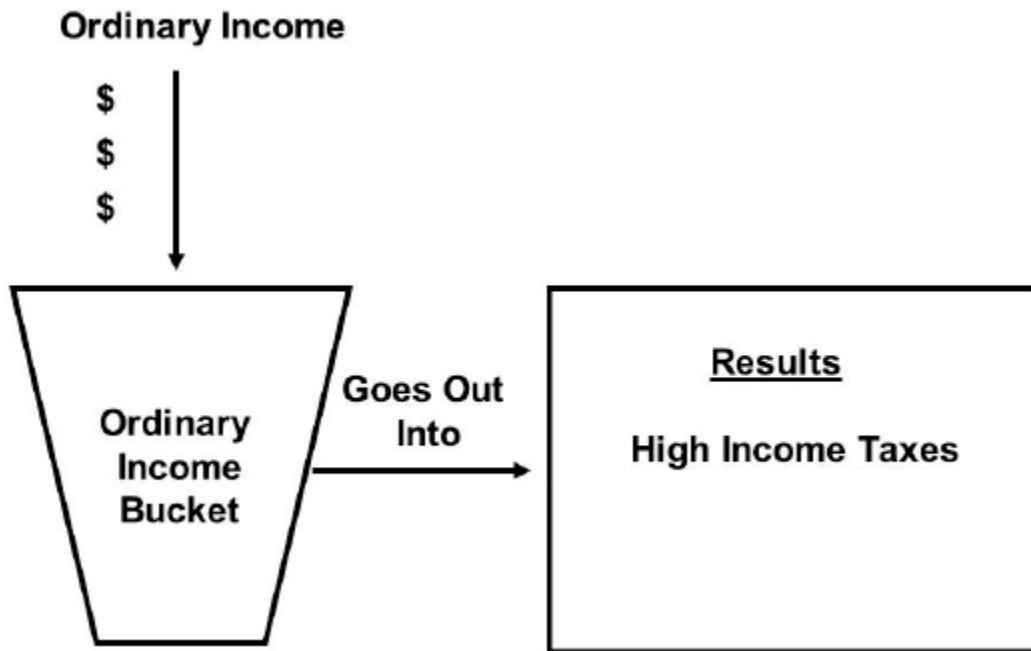 Ordinary Income
$
$
$
Ordinary
Income
Bucket
Goes Out
Into
Results
High Income Taxes